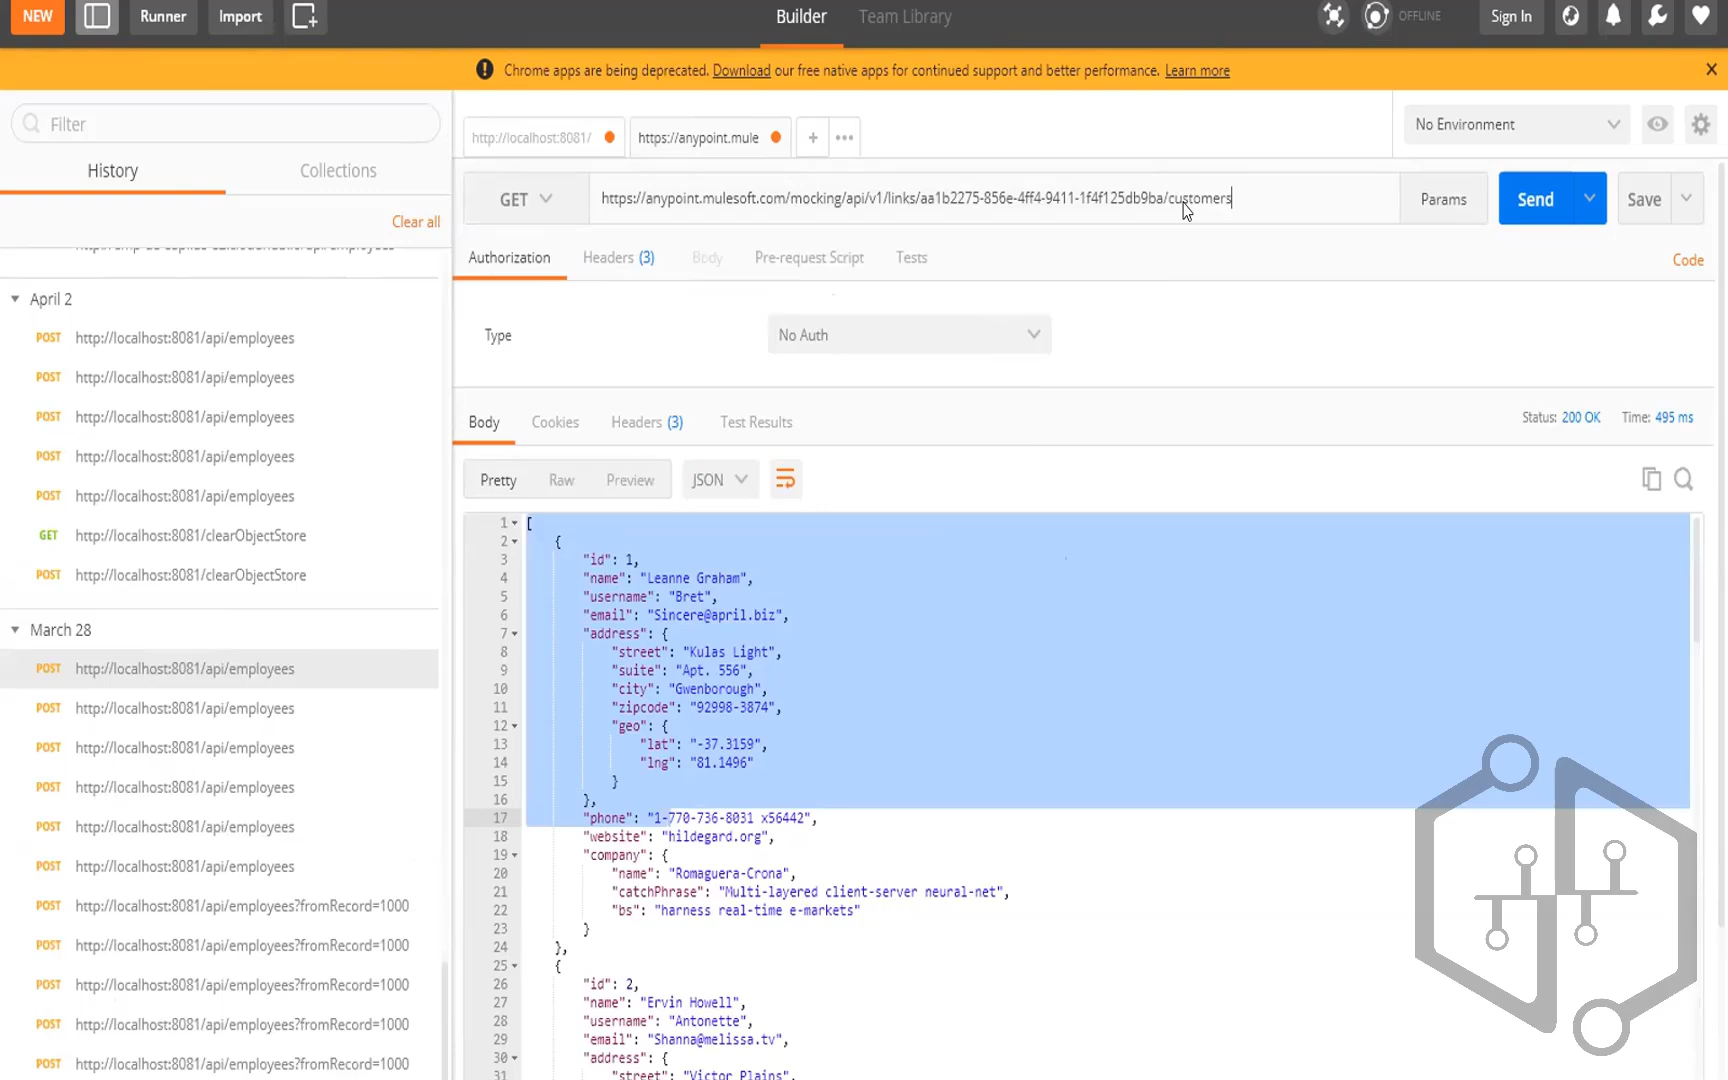 NEW
Runner
Import
Builder
Team Library
OFFLINE
Sign In
Chrome apps are being deprecated. Download our free native apps for continued support and better performance. Learn more
Filter
History
Collections
Clear all
April 2
POST http://localhost:8081/api/employees
POST http://localhost:8081/api/employees
POST http://localhost:8081/api/employees
POST http://localhost:8081/api/employees
POST http://localhost:8081/api/employees
GET http://localhost:8081/clearObjectStore
POST http://localhost:8081/clearObjectStore
March 28
POST http://localhost:8081/api/employees
POST http://localhost:8081/api/employees
POST http://localhost:8081/api/employees
POST http://localhost:8081/api/employees
POST http://localhost:8081/api/employees
POST http://localhost:8081/api/employees
POST http://localhost:8081/api/employees?fromRecord=1000
POST http://localhost:8081/api/employees?fromRecord=1000
POST http://localhost:8081/api/employees?fromRecord=1000
POST http://localhost:8081/api/employees?fromRecord=1000
POST http://localhost:8081/api/employees?fromRecord=1000
http://localhost:8081/
https://anypoint.mule
No Environment
GET
https://anypoint.mulesoft.com/mocking/api/v1/links/aa1b2275-856e-4ff4-9411-1f4f125db9ba/customers
Params
Send
Save
Authorization
Headers (3)
Body
Pre-request Script
Tests
Code
Type
No Auth
Body
Cookies
Headers (3)
Test Results
Status: 200 OK
Time: 495 ms
Pretty
Raw
Preview
JSON
1 [
2 {
3 "id": 1,
4 "name": "Leanne Graham",
5 "username": "Bret",
6 "email": "Sincere@april.biz",
7 "address": {
8 "street": "Kulas Light",
9 "suite": "Apt. 556",
10 "city": "Gwenborough",
11 "zipcode": "92998-3874",
12 "geo": {
13 "lat": "-37.3159",
14 "lng": "81.1496"
15 }
16 },
17 "phone": "1-770-736-8031 x56442",
18 "website": "hildegard.org",
19 "company": {
20 "name": "Romaguera-Crona",
21 "catchPhrase": "Multi-layered client-server neural-net",
22 "bs": "harness real-time e-markets"
23 }
24 },
25 {
26 "id": 2,
27 "name": "Ervin Howell",
28 "username": "Antonette",
29 "email": "Shanna@melissa.tv",
30 "address": {
31 "street": "Victor Plains",